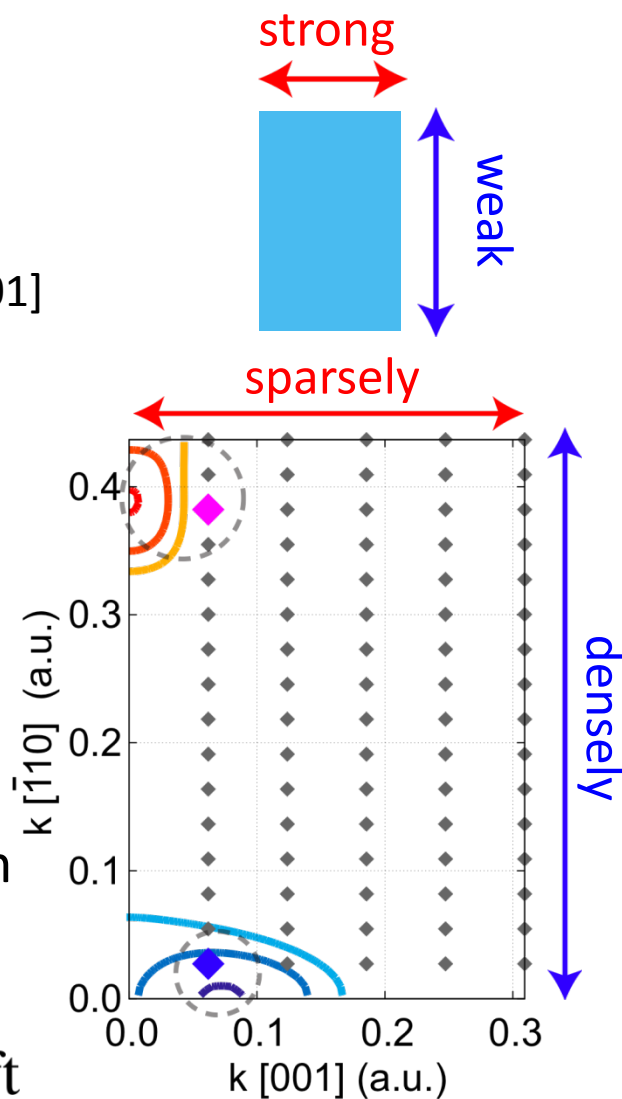 strong
weak
01]
sparsely
0.4
0.3
0.2
0.1
0.0
k [1̄10] (a.u.)
densely
n
0.0 0.1 0.2 0.3
k [001] (a.u.)
ft